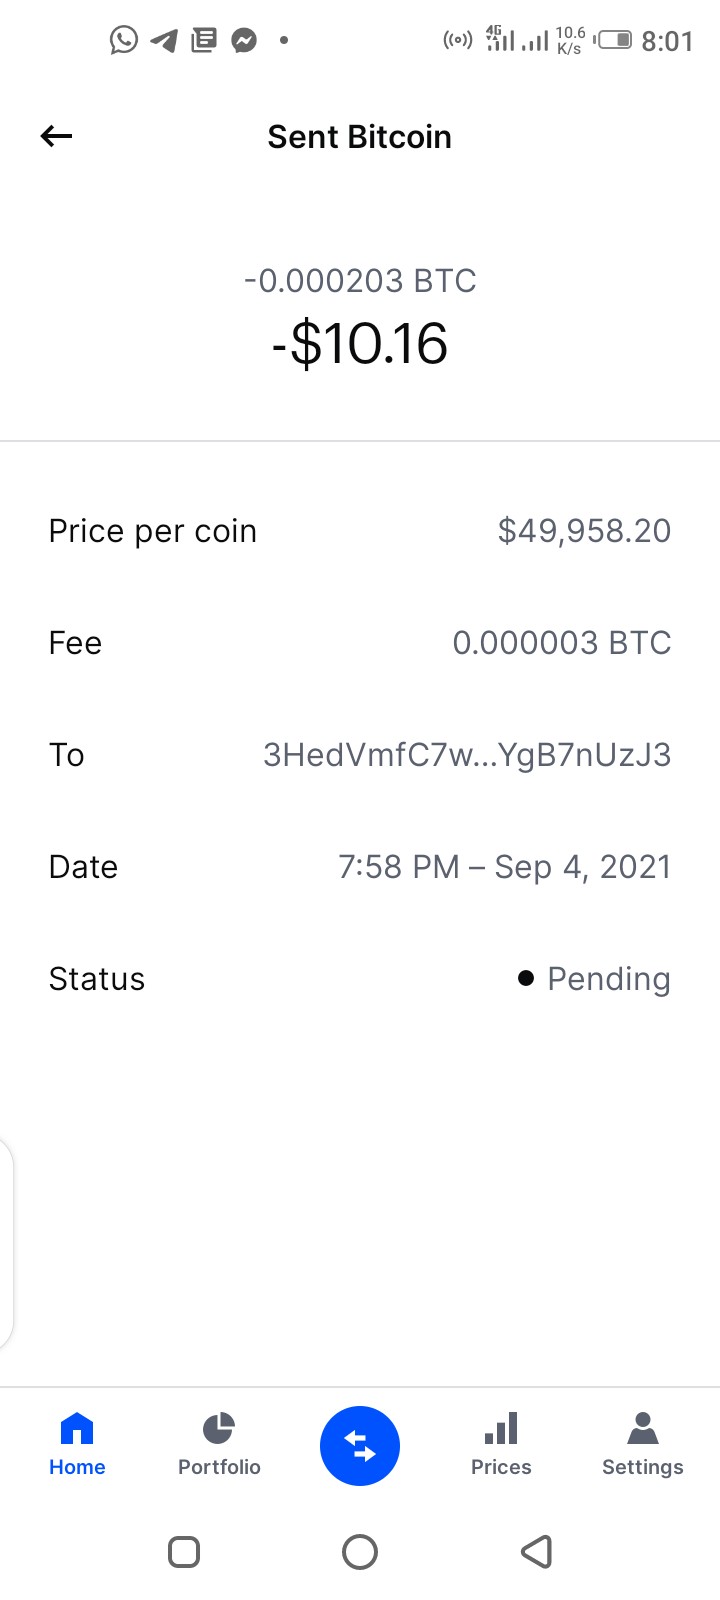 4G 10.6 K/s 8:01
Sent Bitcoin
-0.000203 BTC
-$10.16
Price per coin $49,958.20
Fee 0.000003 BTC
To 3HedVmfC7w...YgB7nUzJ3
Date 7:58 PM – Sep 4, 2021
Status Pending
Home Portfolio Prices Settings